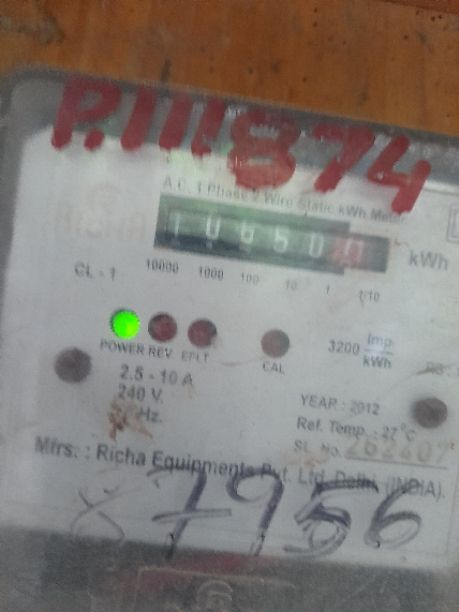 P.111874
A.C. 1 Phase 2 Wire Static kWh Meter
10650 kWh
CL - 1 10000 1000 100 10 1 1/10
POWER REV EFLT CAL 3200 Imp/kWh
2.5 - 10 A
240 V.
Hz.
YEAR : 2012
Ref. Temp. : 27°C
SL. No. 262407
Mfrs. : Richa Equipments Pvt. Ltd. Delhi, (INDIA).
7956